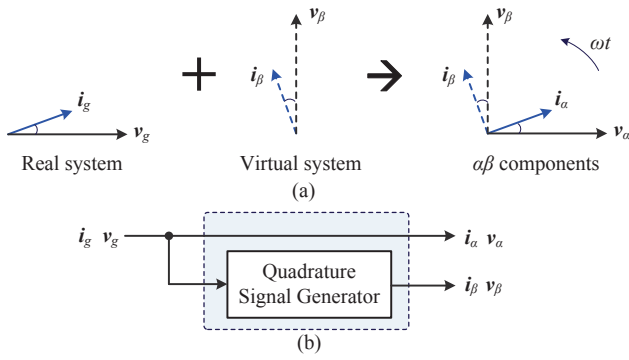 v_β
v_β
ωt
i_β
i_β
i_g
i_α
+
→
v_g
v_α
Real system
Virtual system
αβ components
(a)
i_g v_g
i_α v_α
Quadrature
Signal Generator
i_β v_β
(b)